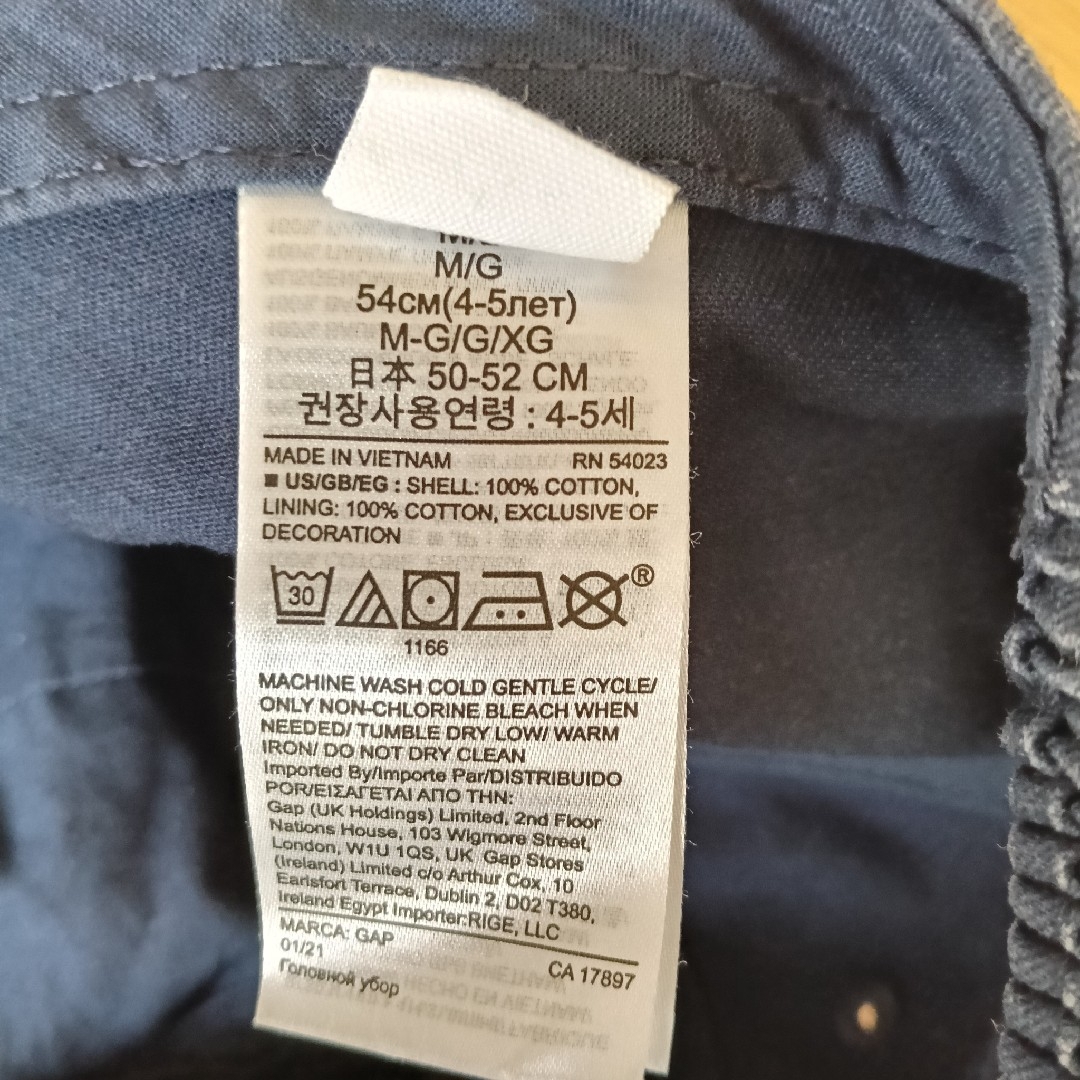 M/G
54см(4-5лет)
M-G/G/XG
日本 50-52 CM
권장사용연령 : 4-5세
MADE IN VIETNAM RN 54023
■ US/GB/EG : SHELL: 100% COTTON,
LINING: 100% COTTON, EXCLUSIVE OF
DECORATION
30 ®
1166
MACHINE WASH COLD GENTLE CYCLE/
ONLY NON-CHLORINE BLEACH WHEN
NEEDED/ TUMBLE DRY LOW/ WARM
IRON/ DO NOT DRY CLEAN
Imported By/Importe Par/DISTRIBUIDO
POR/ΕΙΣΑΓΕΤΑΙ ΑΠΟ ΤΗΝ:
Gap (UK Holdings) Limited, 2nd Floor
Nations House, 103 Wigmore Street,
London, W1U 1QS, UK Gap Stores
(Ireland) Limited c/o Arthur Cox, 10
Earlsfort Terrace, Dublin 2, D02 T380,
Ireland Egypt Importer:RIGE, LLC
MARCA: GAP
01/21 CA 17897
Головной убор